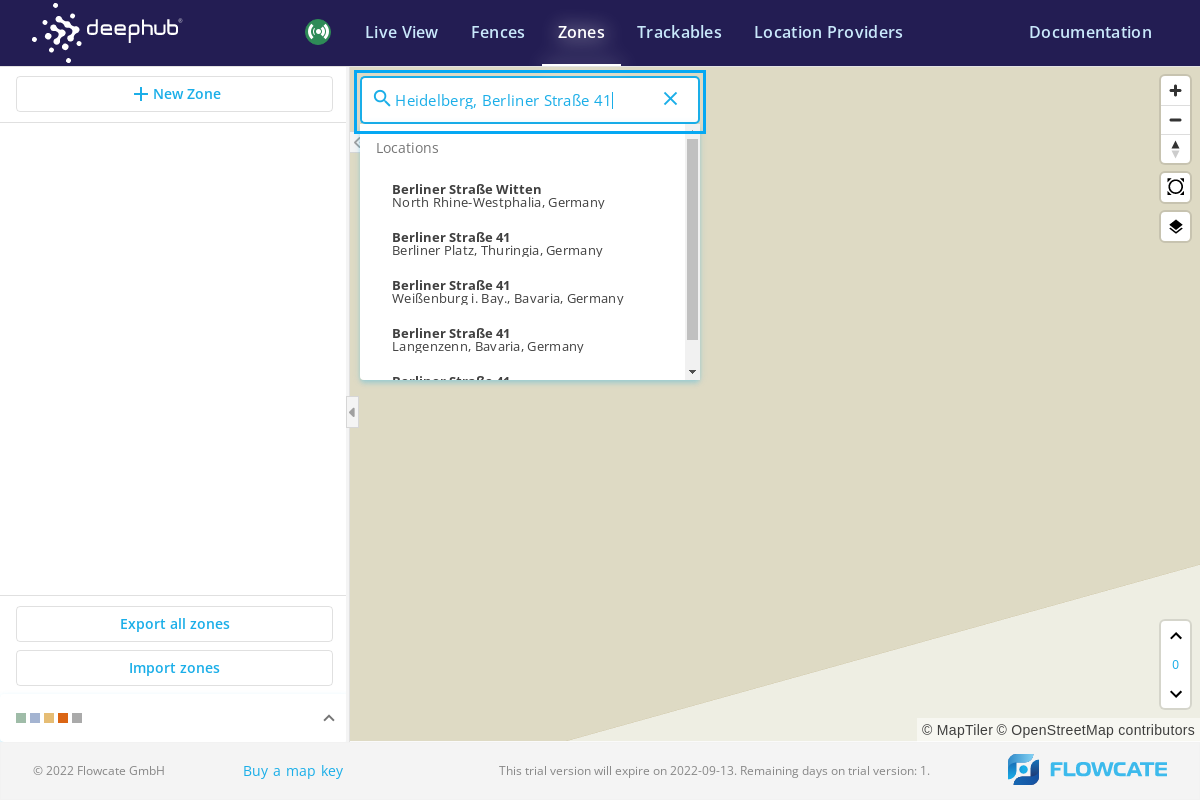 deephub®
Live View
Fences
Zones
Trackables
Location Providers
Documentation
New Zone
Heidelberg, Berliner Straße 41
Locations
Berliner Straße Witten
North Rhine-Westphalia, Germany
Berliner Straße 41
Berliner Platz, Thuringia, Germany
Berliner Straße 41
Weißenburg i. Bay., Bavaria, Germany
Berliner Straße 41
Langenzenn, Bavaria, Germany
Berliner Straße 41
Export all zones
Import zones
0
© MapTiler © OpenStreetMap contributors
© 2022 Flowcate GmbH
Buy a map key
This trial version will expire on 2022-09-13. Remaining days on trial version: 1.
FLOWCATE